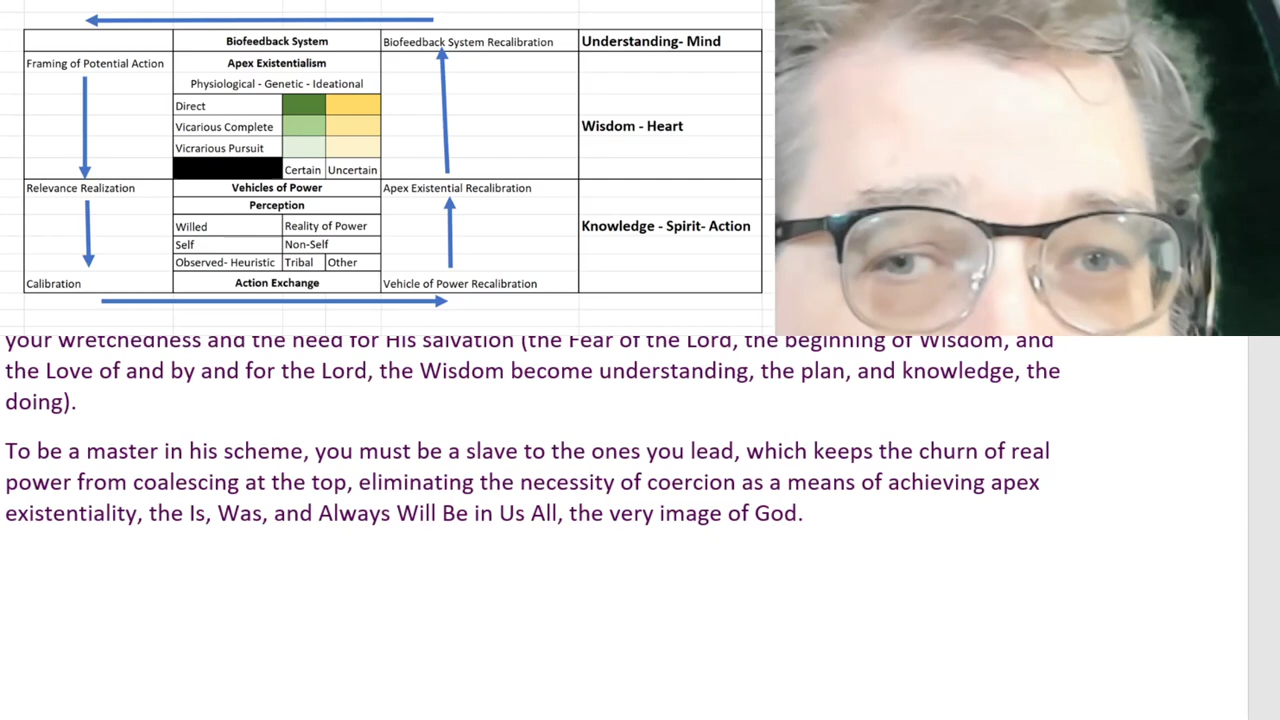 Biofeedback System
Biofeedback System Recalibration
Understanding- Mind
Framing of Potential Action
Apex Existentialism
Physiological - Genetic - Ideational
Direct
Vicarious Complete
Wisdom - Heart
Vicrarious Pursuit
Certain
Uncertain
Relevance Realization
Vehicles of Power
Apex Existential Recalibration
Perception
Willed
Reality of Power
Knowledge - Spirit- Action
Self
Non-Self
Observed- Heuristic
Tribal
Other
Calibration
Action Exchange
Vehicle of Power Recalibration
your wretchedness and the need for His salvation (the Fear of the Lord, the beginning of Wisdom, and
the Love of and by and for the Lord, the Wisdom become understanding, the plan, and knowledge, the
doing).
To be a master in his scheme, you must be a slave to the ones you lead, which keeps the churn of real
power from coalescing at the top, eliminating the necessity of coercion as a means of achieving apex
existentiality, the Is, Was, and Always Will Be in Us All, the very image of God.